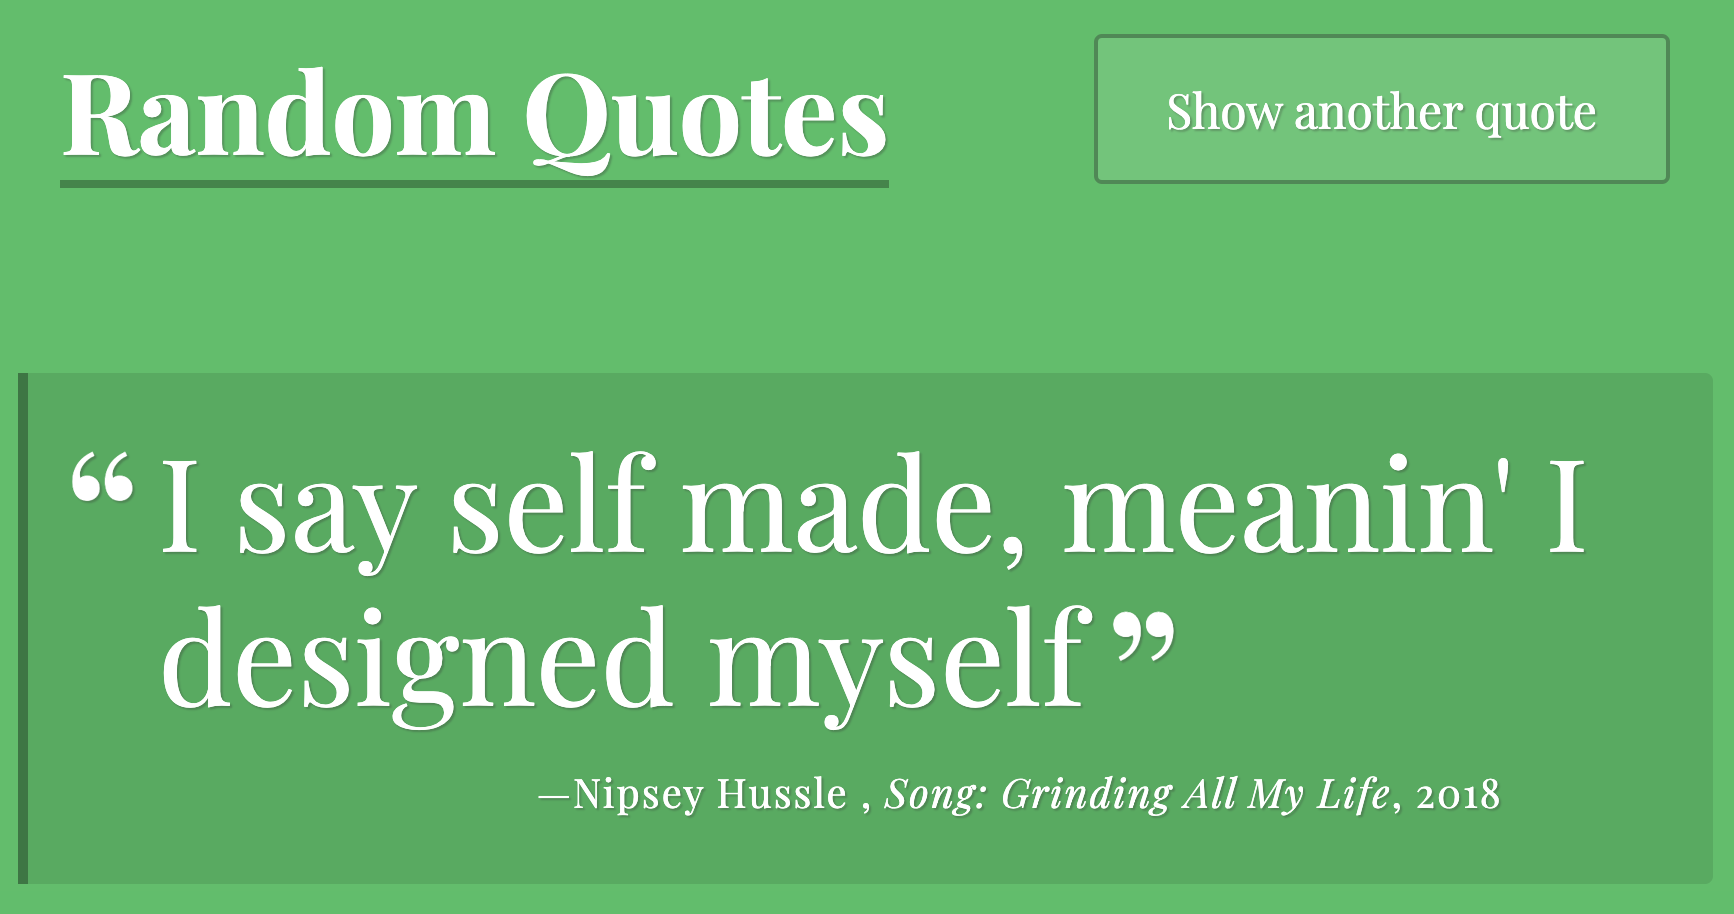 Random Quotes
Show another quote
“ I say self made, meanin' I
designed myself ”
—Nipsey Hussle , Song: Grinding All My Life, 2018